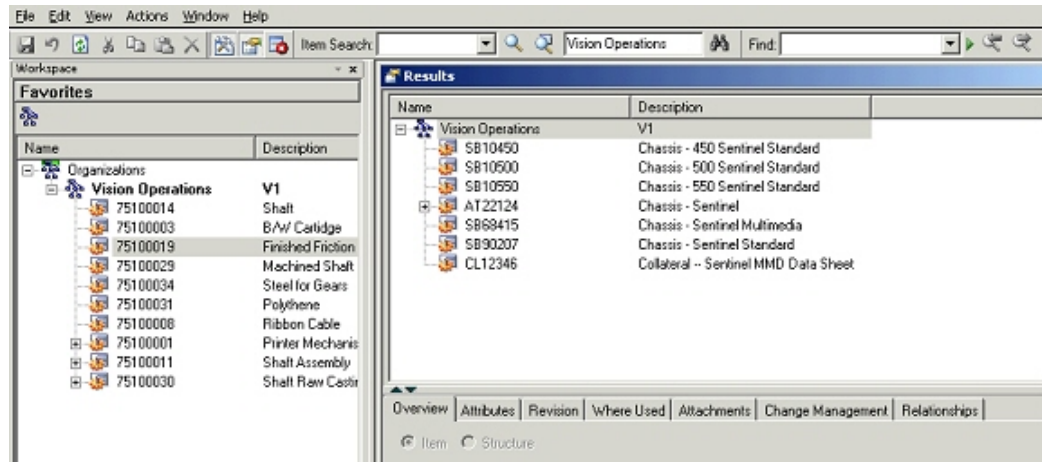 File Edit View Actions Window Help
Item Search: Vision Operations Find:
Workspace
Favorites
Name Description
Organizations
Vision Operations V1
75100014 Shaft
75100003 B/W Cartidge
75100019 Finished Friction
75100029 Machined Shaft
75100034 Steel for Gears
75100031 Polythene
75100008 Ribbon Cable
75100001 Printer Mechanis
75100011 Shaft Assembly
75100030 Shaft Raw Castin
Results
Name Description
Vision Operations V1
SB10450 Chassis - 450 Sentinel Standard
SB10500 Chassis - 500 Sentinel Standard
SB10550 Chassis - 550 Sentinel Standard
AT22124 Chassis - Sentinel
SB68415 Chassis - Sentinel Multimedia
SB90207 Chassis - Sentinel Standard
CL12346 Collateral -- Sentinel MMD Data Sheet
Overview Attributes Revision Where Used Attachments Change Management Relationships
Item Structure